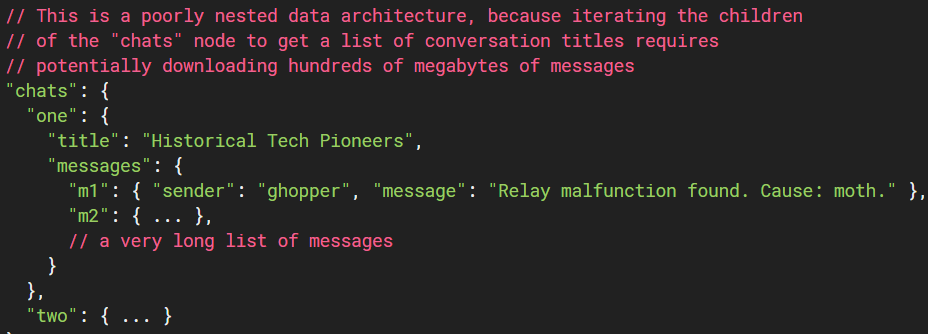 // This is a poorly nested data architecture, because iterating the children
// of the "chats" node to get a list of conversation titles requires
// potentially downloading hundreds of megabytes of messages
"chats": {
  "one": {
    "title": "Historical Tech Pioneers",
    "messages": {
      "m1": { "sender": "ghopper", "message": "Relay malfunction found. Cause: moth." },
      "m2": { ... },
      // a very long list of messages
    }
  },
  "two": { ... }